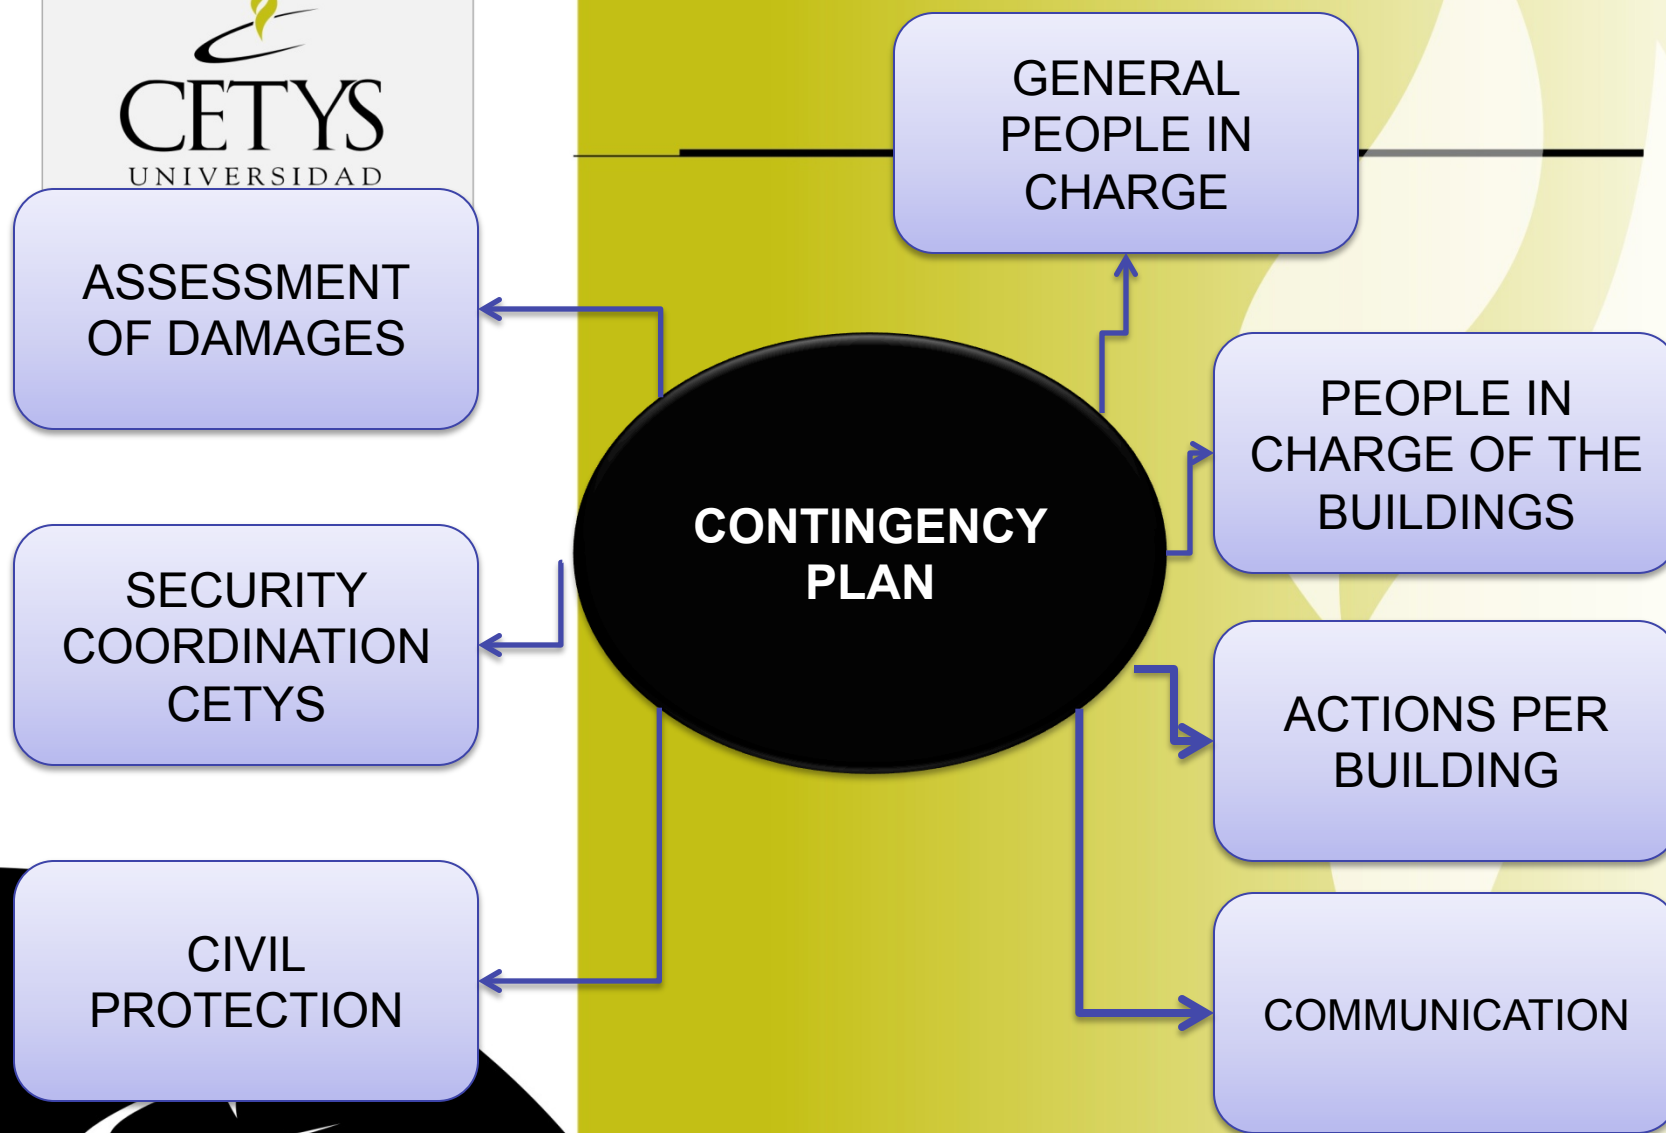 CETYS
UNIVERSIDAD
GENERAL
PEOPLE IN
CHARGE
ASSESSMENT
OF DAMAGES
PEOPLE IN
CHARGE OF THE
BUILDINGS
CONTINGENCY
PLAN
SECURITY
COORDINATION
CETYS
ACTIONS PER
BUILDING
CIVIL
PROTECTION
COMMUNICATION